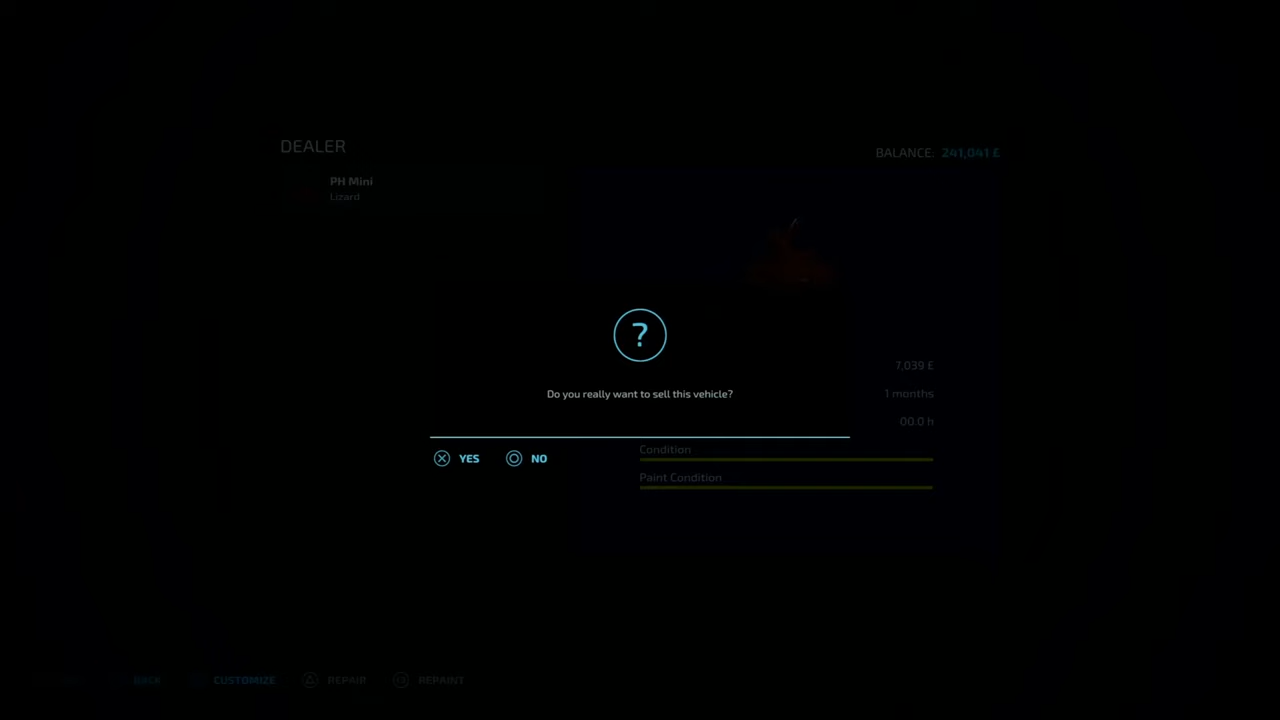 DEALER
BALANCE: 241,041 £
PH Mini
Lizard
?
7,039 £
Do you really want to sell this vehicle?
1 months
00.0 h
Condition
YES NO
Paint Condition
BACK CUSTOMIZE REPAIR REPAINT